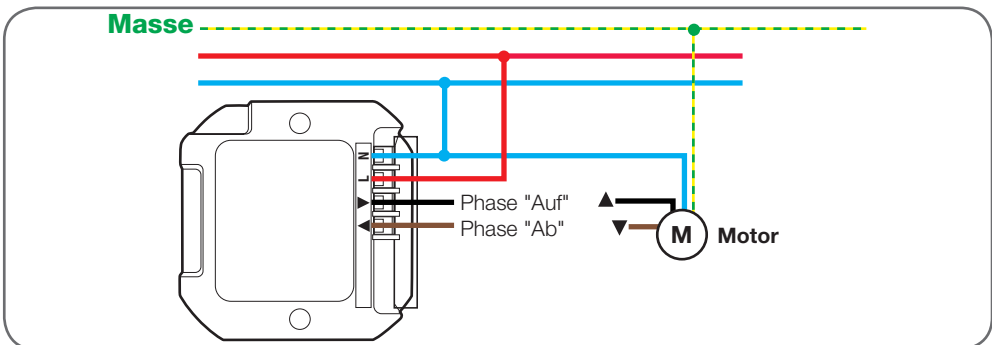 Masse
N
L
▶ Phase "Auf" ▲
◀ Phase "Ab" ▼
M Motor